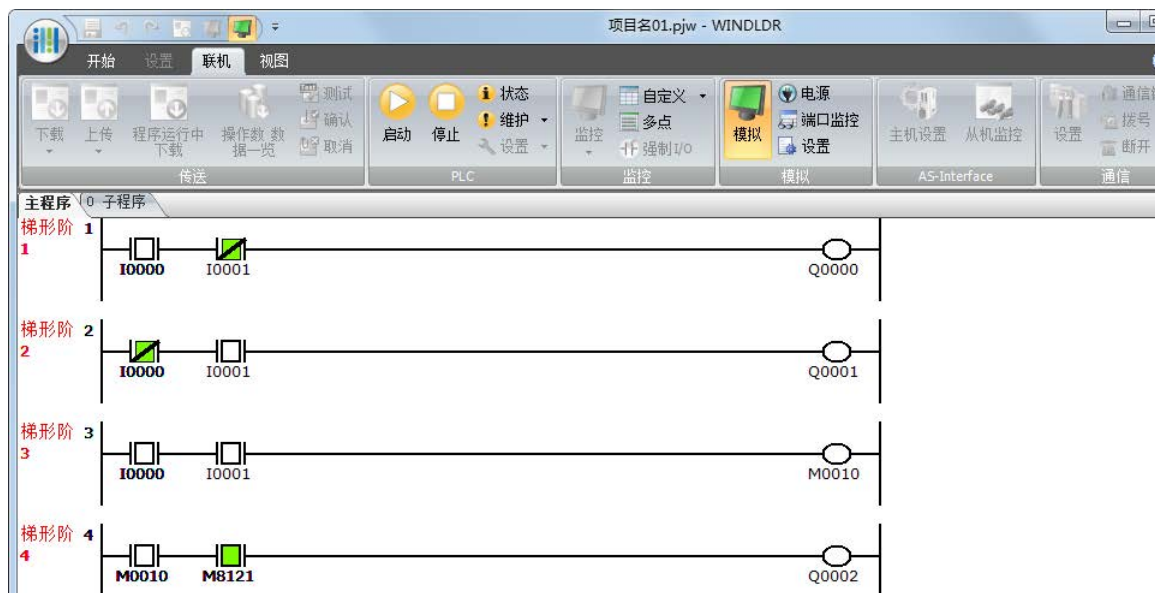 项目名01.pjw - WINDLDR
开始 设置 联机 视图
下载 上传 程序运行中下载 操作数 数据一览 测试 确认 取消
启动 停止 状态 维护 设置
监控 自定义 多点 强制I/O
模拟 电源 端口监控 设置
主机设置 从机监控
设置 拨号 断开
传送 PLC 监控 模拟 AS-Interface 通信
主程序 0 子程序
梯形阶 1
1
I0000 I0001 Q0000
梯形阶 2
2
I0000 I0001 Q0001
梯形阶 3
3
I0000 I0001 M0010
梯形阶 4
4
M0010 M8121 Q0002